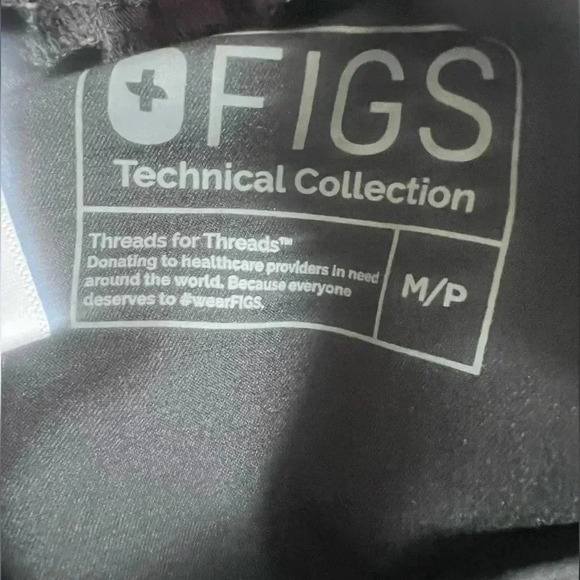 FIGS
Technical Collection
Threads for Threads™
Donating to healthcare providers in need
around the world. Because everyone
deserves to #wearFIGS.
M/P